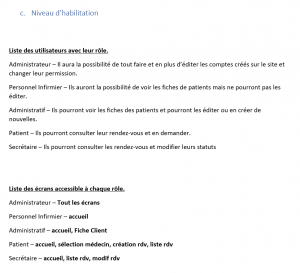 c. Niveau d'habilitation
Liste des utilisateurs avec leur rôle.
Administrateur – Il aura la possibilité de tout faire et en plus d'éditer les comptes créés sur le site et
changer leur permission.
Personnel Infirmier – Ils auront la possibilité de voir les fiches de patients mais ne pourront pas les
éditer.
Administratif – Ils pourront voir les fiches des patients et pourront les éditer ou en créer de
nouvelles.
Patient – Ils pourront consulter leur rendez-vous et en demander.
Secrétaire – Ils pourront consulter les rendez-vous et modifier leurs statuts
Liste des écrans accessible à chaque rôle.
Administrateur – Tout les écrans
Personnel Infirmier – accueil
Administratif – accueil, Fiche Client
Patient – accueil, sélection médecin, création rdv, liste rdv
Secrétaire – accueil, liste rdv, modif rdv